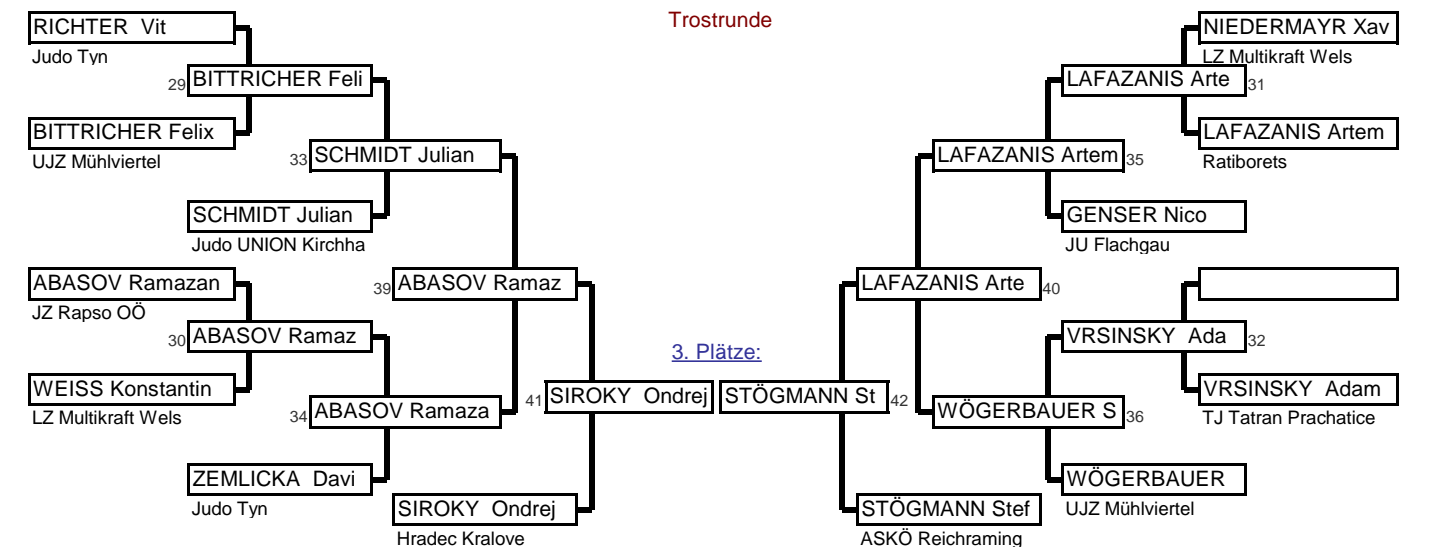 Trostrunde
RICHTER  Vit
Judo Tyn
29 BITTRICHER Feli
BITTRICHER Felix
UJZ Mühlviertel
33 SCHMIDT Julian
SCHMIDT Julian
Judo UNION Kirchha
ABASOV Ramazan
JZ Rapso OÖ
39 ABASOV Ramaz
30 ABASOV Ramaz
WEISS Konstantin
LZ Multikraft Wels
34 ABASOV Ramaza
ZEMLICKA  Davi
Judo Tyn
41 SIROKY  Ondrej
SIROKY  Ondrej
Hradec Kralove
3. Plätze:
NIEDERMAYR Xav
LZ Multikraft Wels
LAFAZANIS Arte 31
LAFAZANIS Artem
Ratiborets
LAFAZANIS Artem 35
GENSER Nico
JU Flachgau
LAFAZANIS Arte 40
VRSINSKY  Ada 32
VRSINSKY  Adam
TJ Tatran Prachatice
STÖGMANN St 42
WÖGERBAUER S 36
WÖGERBAUER
UJZ Mühlviertel
STÖGMANN Stef
ASKÖ Reichraming